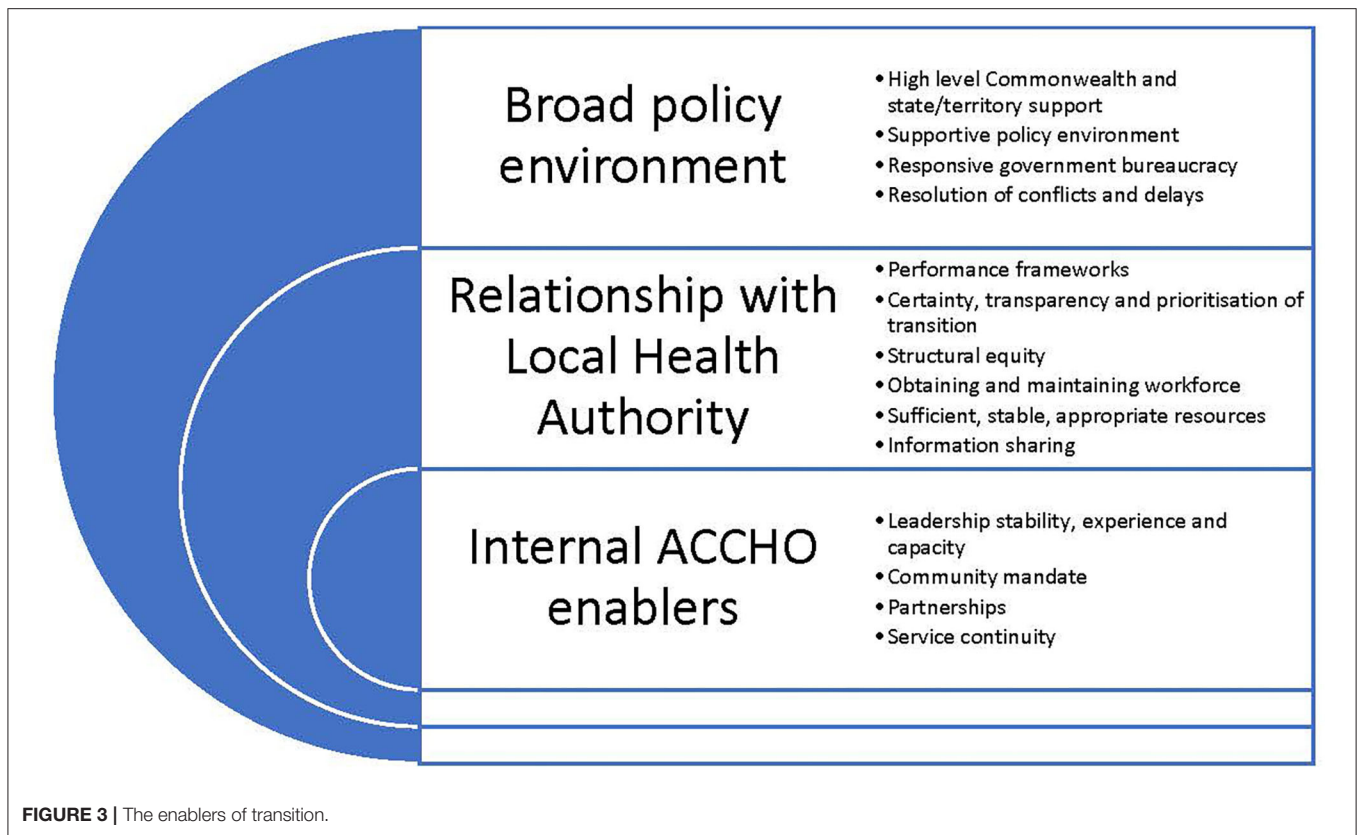 Broad policy
environment
• High level Commonwealth and
state/territory support
• Supportive policy environment
• Responsive government bureaucracy
• Resolution of conflicts and delays
Relationship with
Local Health
Authority
• Performance frameworks
• Certainty, transparency and prioritisation of
transition
• Structural equity
• Obtaining and maintaining workforce
• Sufficient, stable, appropriate resources
• Information sharing
Internal ACCHO
enablers
• Leadership stability, experience and
capacity
• Community mandate
• Partnerships
• Service continuity
FIGURE 3 | The enablers of transition.